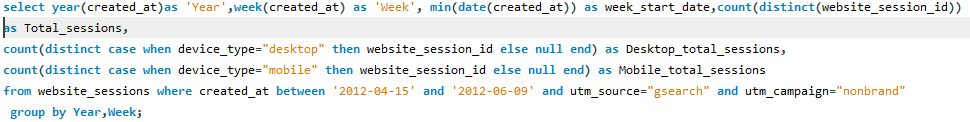 select year(created_at)as 'Year',week(created_at) as 'Week', min(date(created_at)) as week_start_date,count(distinct(website_session_id))
as Total_sessions,
count(distinct case when device_type="desktop" then website_session_id else null end) as Desktop_total_sessions,
count(distinct case when device_type="mobile" then website_session_id else null end) as Mobile_total_sessions
from website_sessions where created_at between '2012-04-15' and '2012-06-09' and utm_source="gsearch" and utm_campaign="nonbrand"
group by Year,Week;